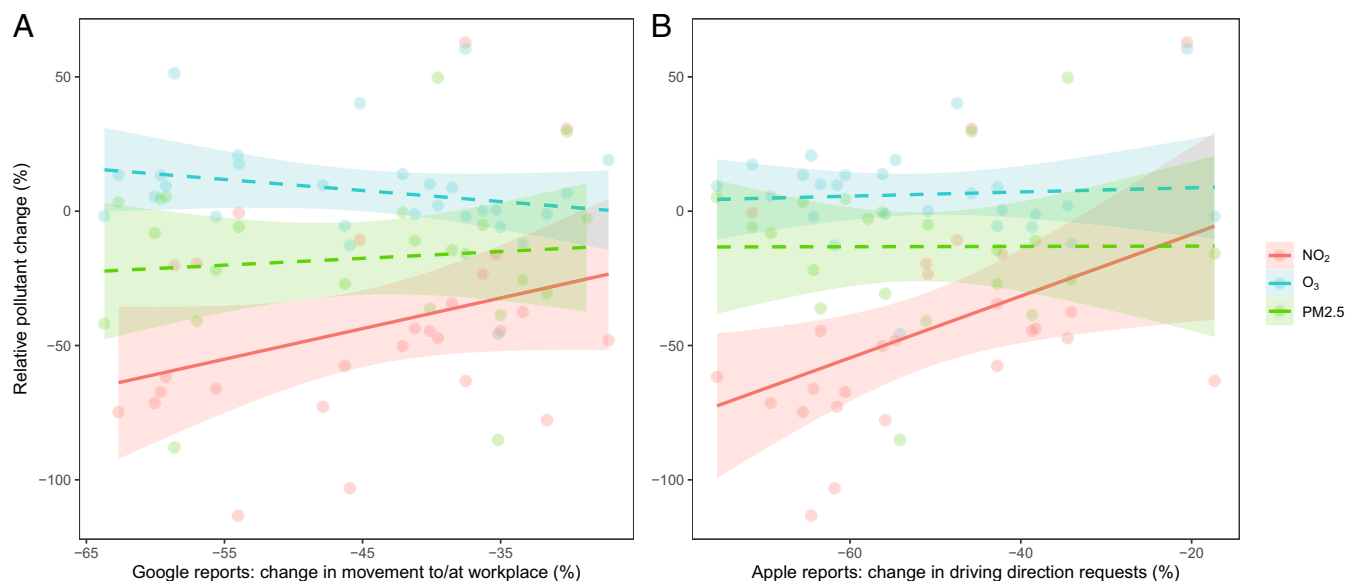 A
B
Relative pollutant change (%)
50
0
−50
−100
−65
−55
−45
−35
Google reports: change in movement to/at workplace (%)
50
0
−50
−100
−60
−40
−20
Apple reports: change in driving direction requests (%)
NO₂
O₃
PM2.5